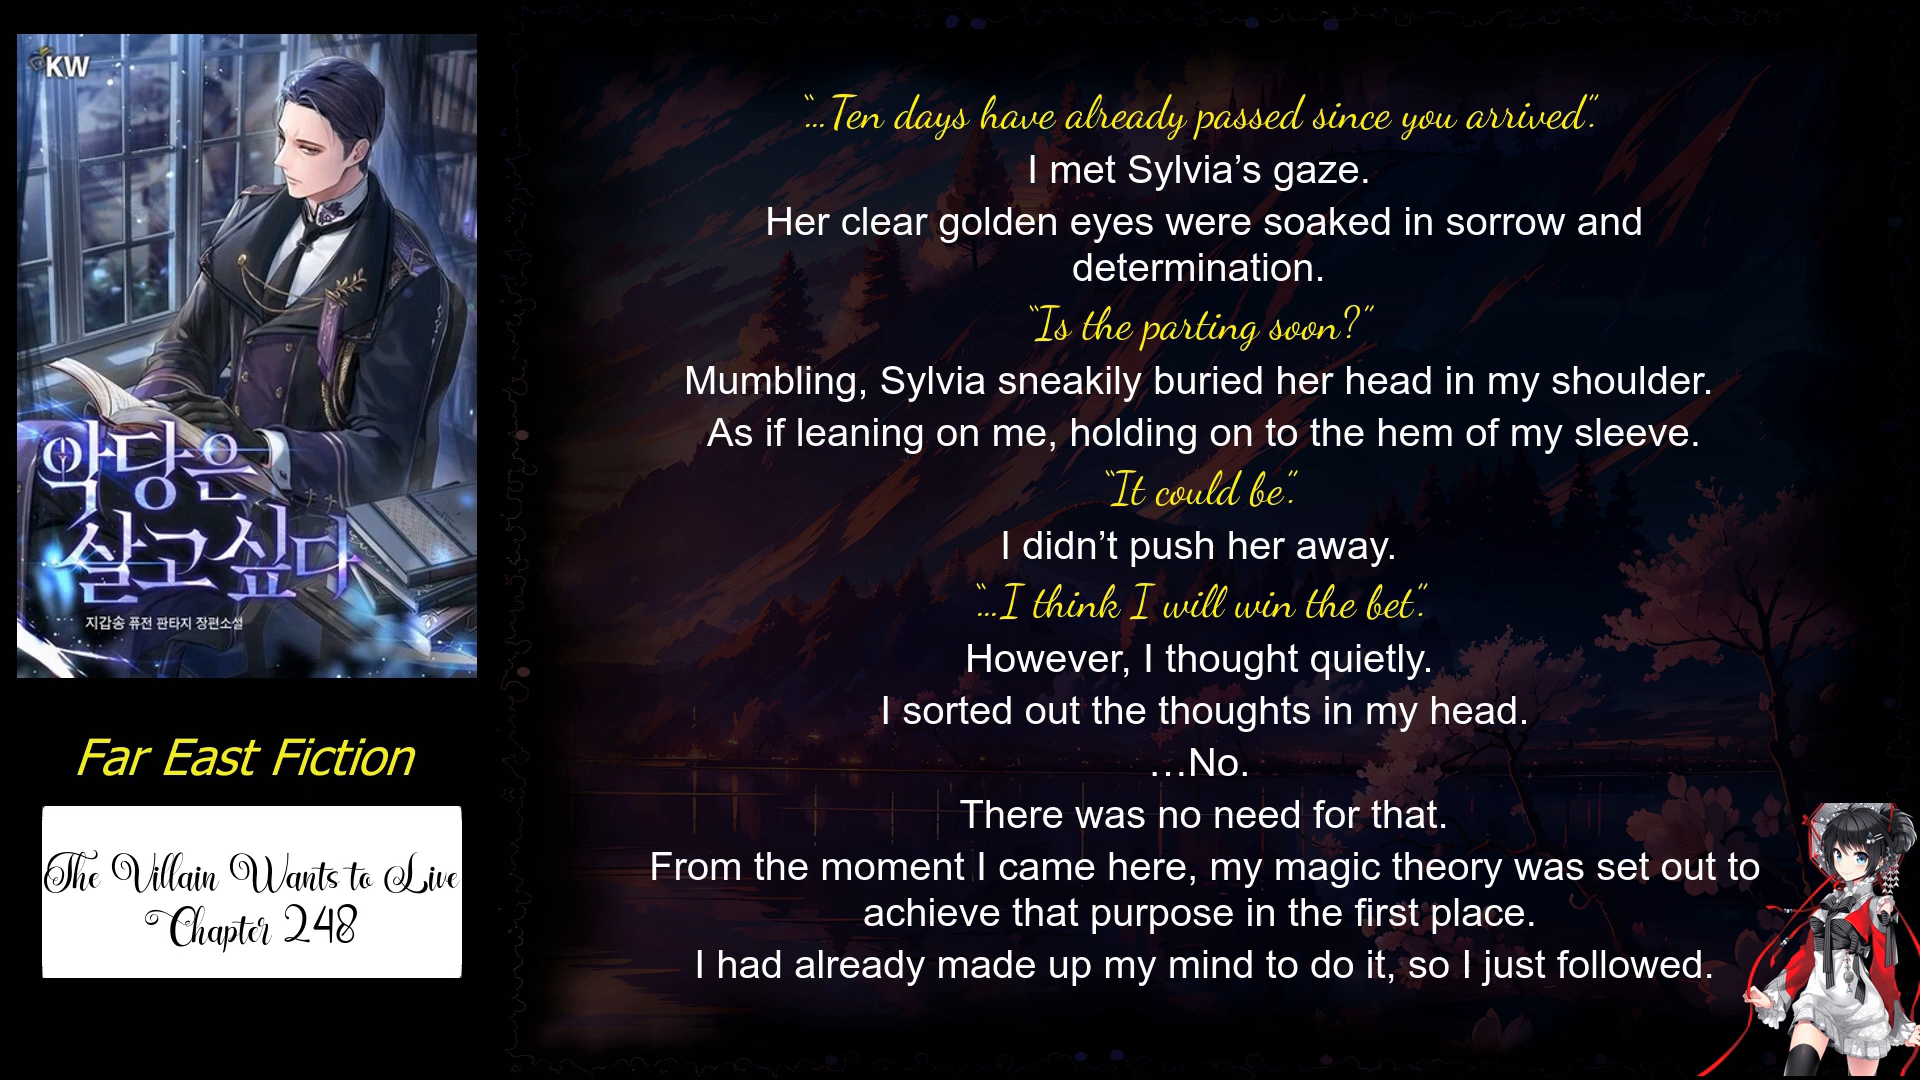 KW
악당은
살고싶다
지갑송 퓨전 판타지 장편소설
Far East Fiction
The Villain Wants to Live
Chapter 248
“…Ten days have already passed since you arrived.”
I met Sylvia’s gaze.
Her clear golden eyes were soaked in sorrow and
determination.
“Is the parting soon?”
Mumbling, Sylvia sneakily buried her head in my shoulder.
As if leaning on me, holding on to the hem of my sleeve.
“It could be.”
I didn’t push her away.
“…I think I will win the bet.”
However, I thought quietly.
I sorted out the thoughts in my head.
…No.
There was no need for that.
From the moment I came here, my magic theory was set out to
achieve that purpose in the first place.
I had already made up my mind to do it, so I just followed.